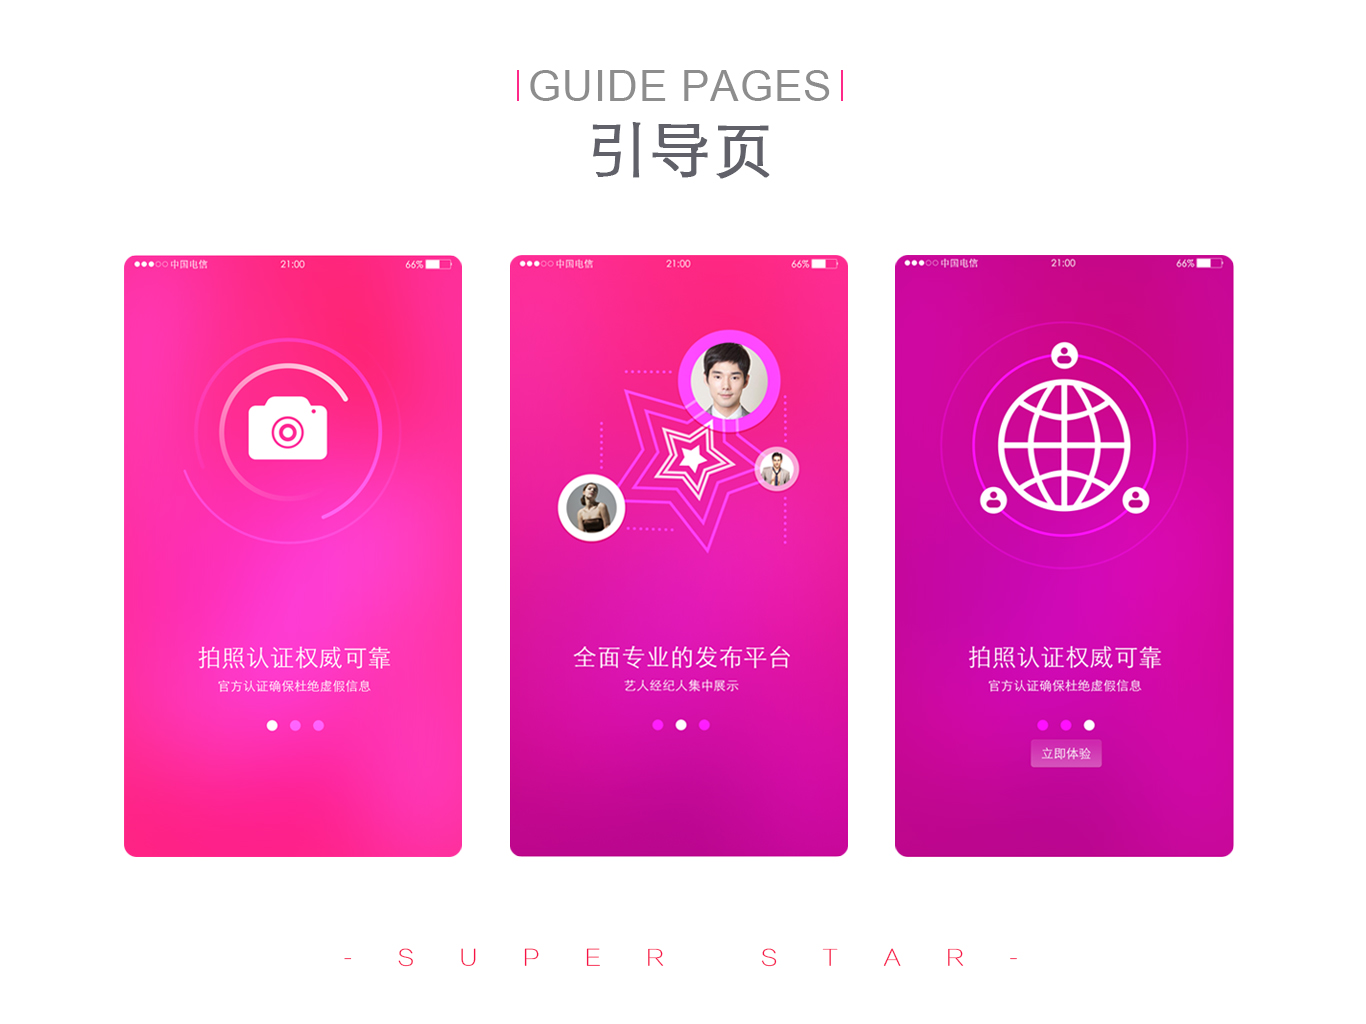 GUIDE PAGES
引导页
中国电信 21:00 66%
拍照认证权威可靠
官方认证确保杜绝虚假信息
中国电信 21:00 66%
全面专业的发布平台
艺人经纪人集中展示
中国电信 21:00 66%
拍照认证权威可靠
官方认证确保杜绝虚假信息
立即体验
- SUPER STAR -